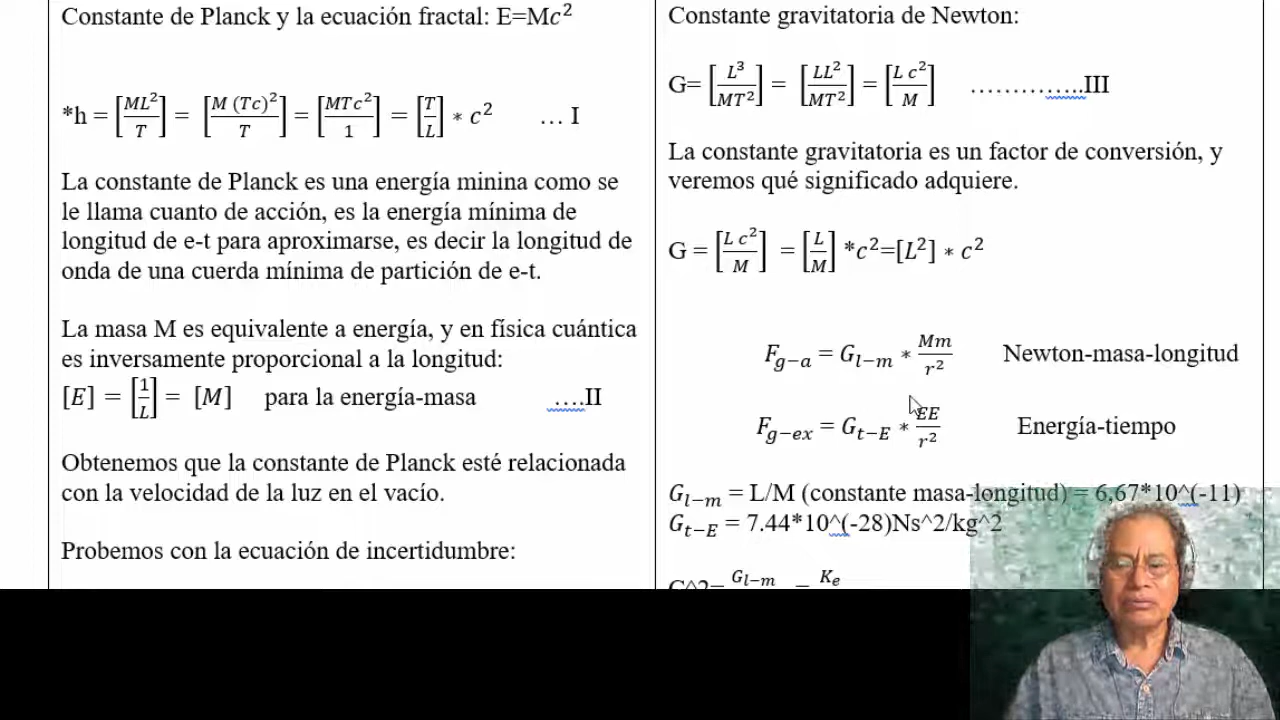 Constante de Planck y la ecuación fractal: E=Mc²
*h = [ML²/T] = [M (Tc)²/T] = [MTc²/1] = [T/L] * c² … I
La constante de Planck es una energía minina como se
le llama cuanto de acción, es la energía mínima de
longitud de e-t para aproximarse, es decir la longitud de
onda de una cuerda mínima de partición de e-t.
La masa M es equivalente a energía, y en física cuántica
es inversamente proporcional a la longitud:
[E] = [1/L] = [M] para la energía-masa ….II
Obtenemos que la constante de Planck esté relacionada
con la velocidad de la luz en el vacío.
Probemos con la ecuación de incertidumbre:
Constante gravitatoria de Newton:
G= [L³/MT²] = [LL²/MT²] = [L c²/M] …………..III
La constante gravitatoria es un factor de conversión, y
veremos qué significado adquiere.
G = [L c²/M] = [L/M] *c²=[L²] * c²
F_g−a = G_l−m * Mm/r² Newton-masa-longitud
F_g−ex = G_t−E * EE/r² Energía-tiempo
G_l−m = L/M (constante masa-longitud) = 6,67*10^(-11)
G_t−E = 7.44*10^(-28)Ns^2/kg^2
C^2= G_l−m = K_e